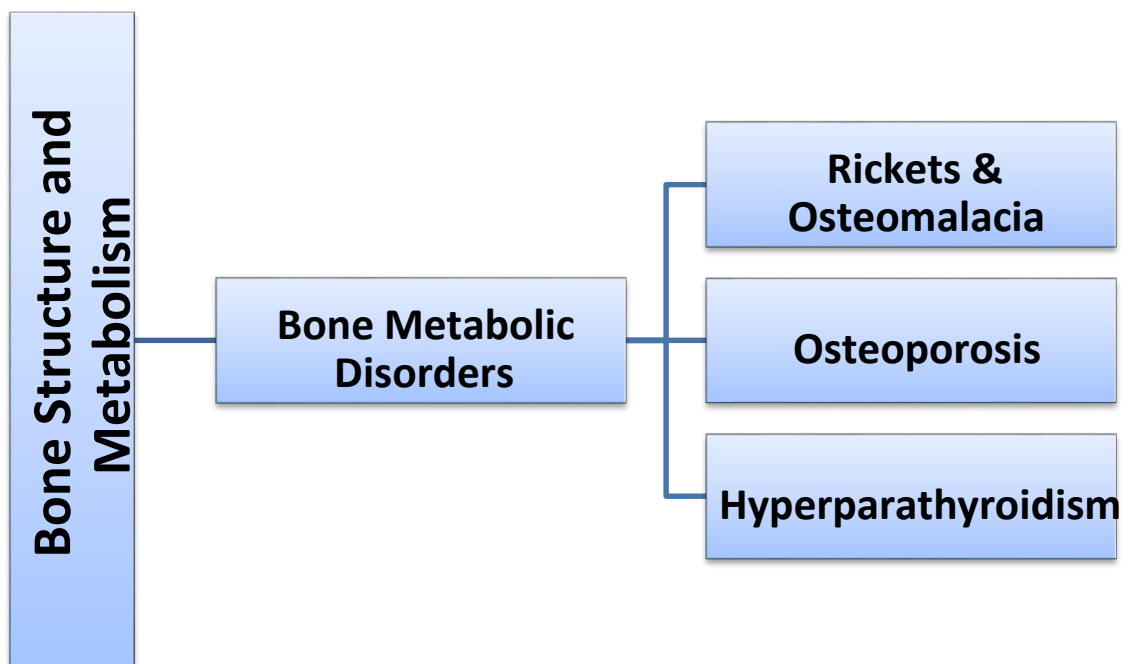 Bone Structure and
Metabolism
Bone Metabolic
Disorders
Rickets &
Osteomalacia
Osteoporosis
Hyperparathyroidism